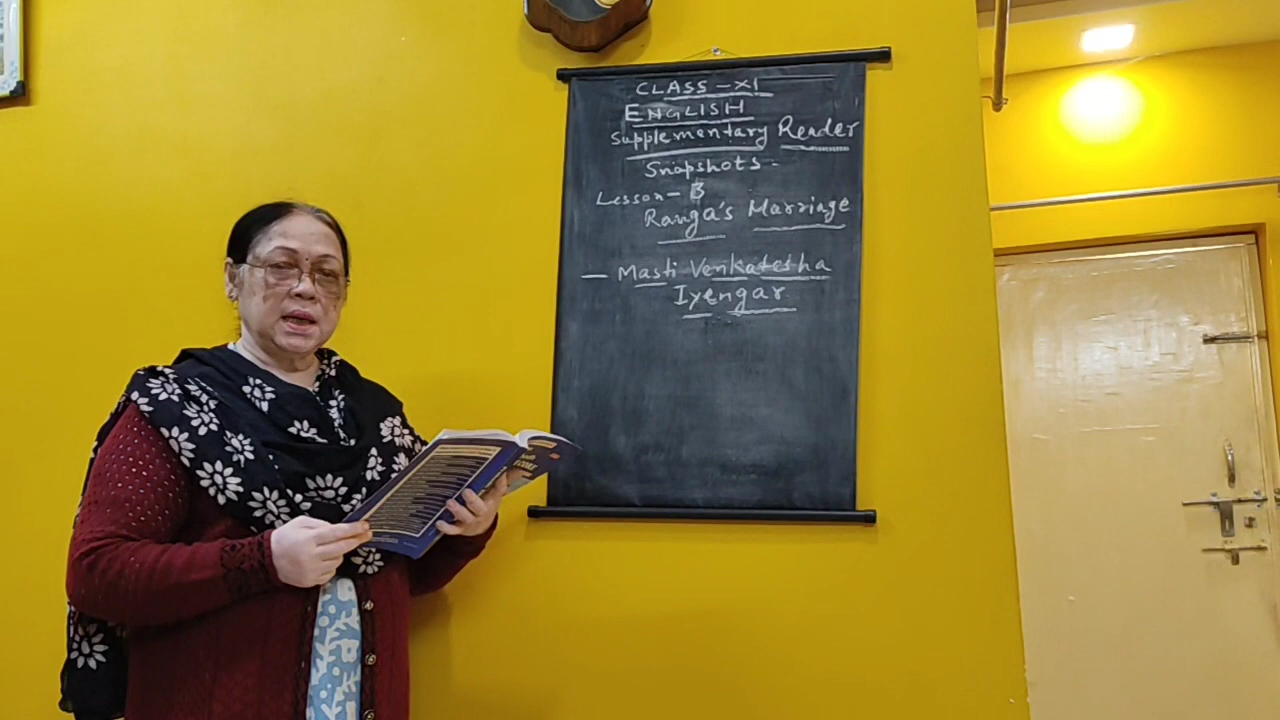 CLASS - XI
ENGLISH
Supplementary Reader
Snapshots -
Lesson - 3
Ranga's Marriage
— Masti Venkatesha
Iyengar